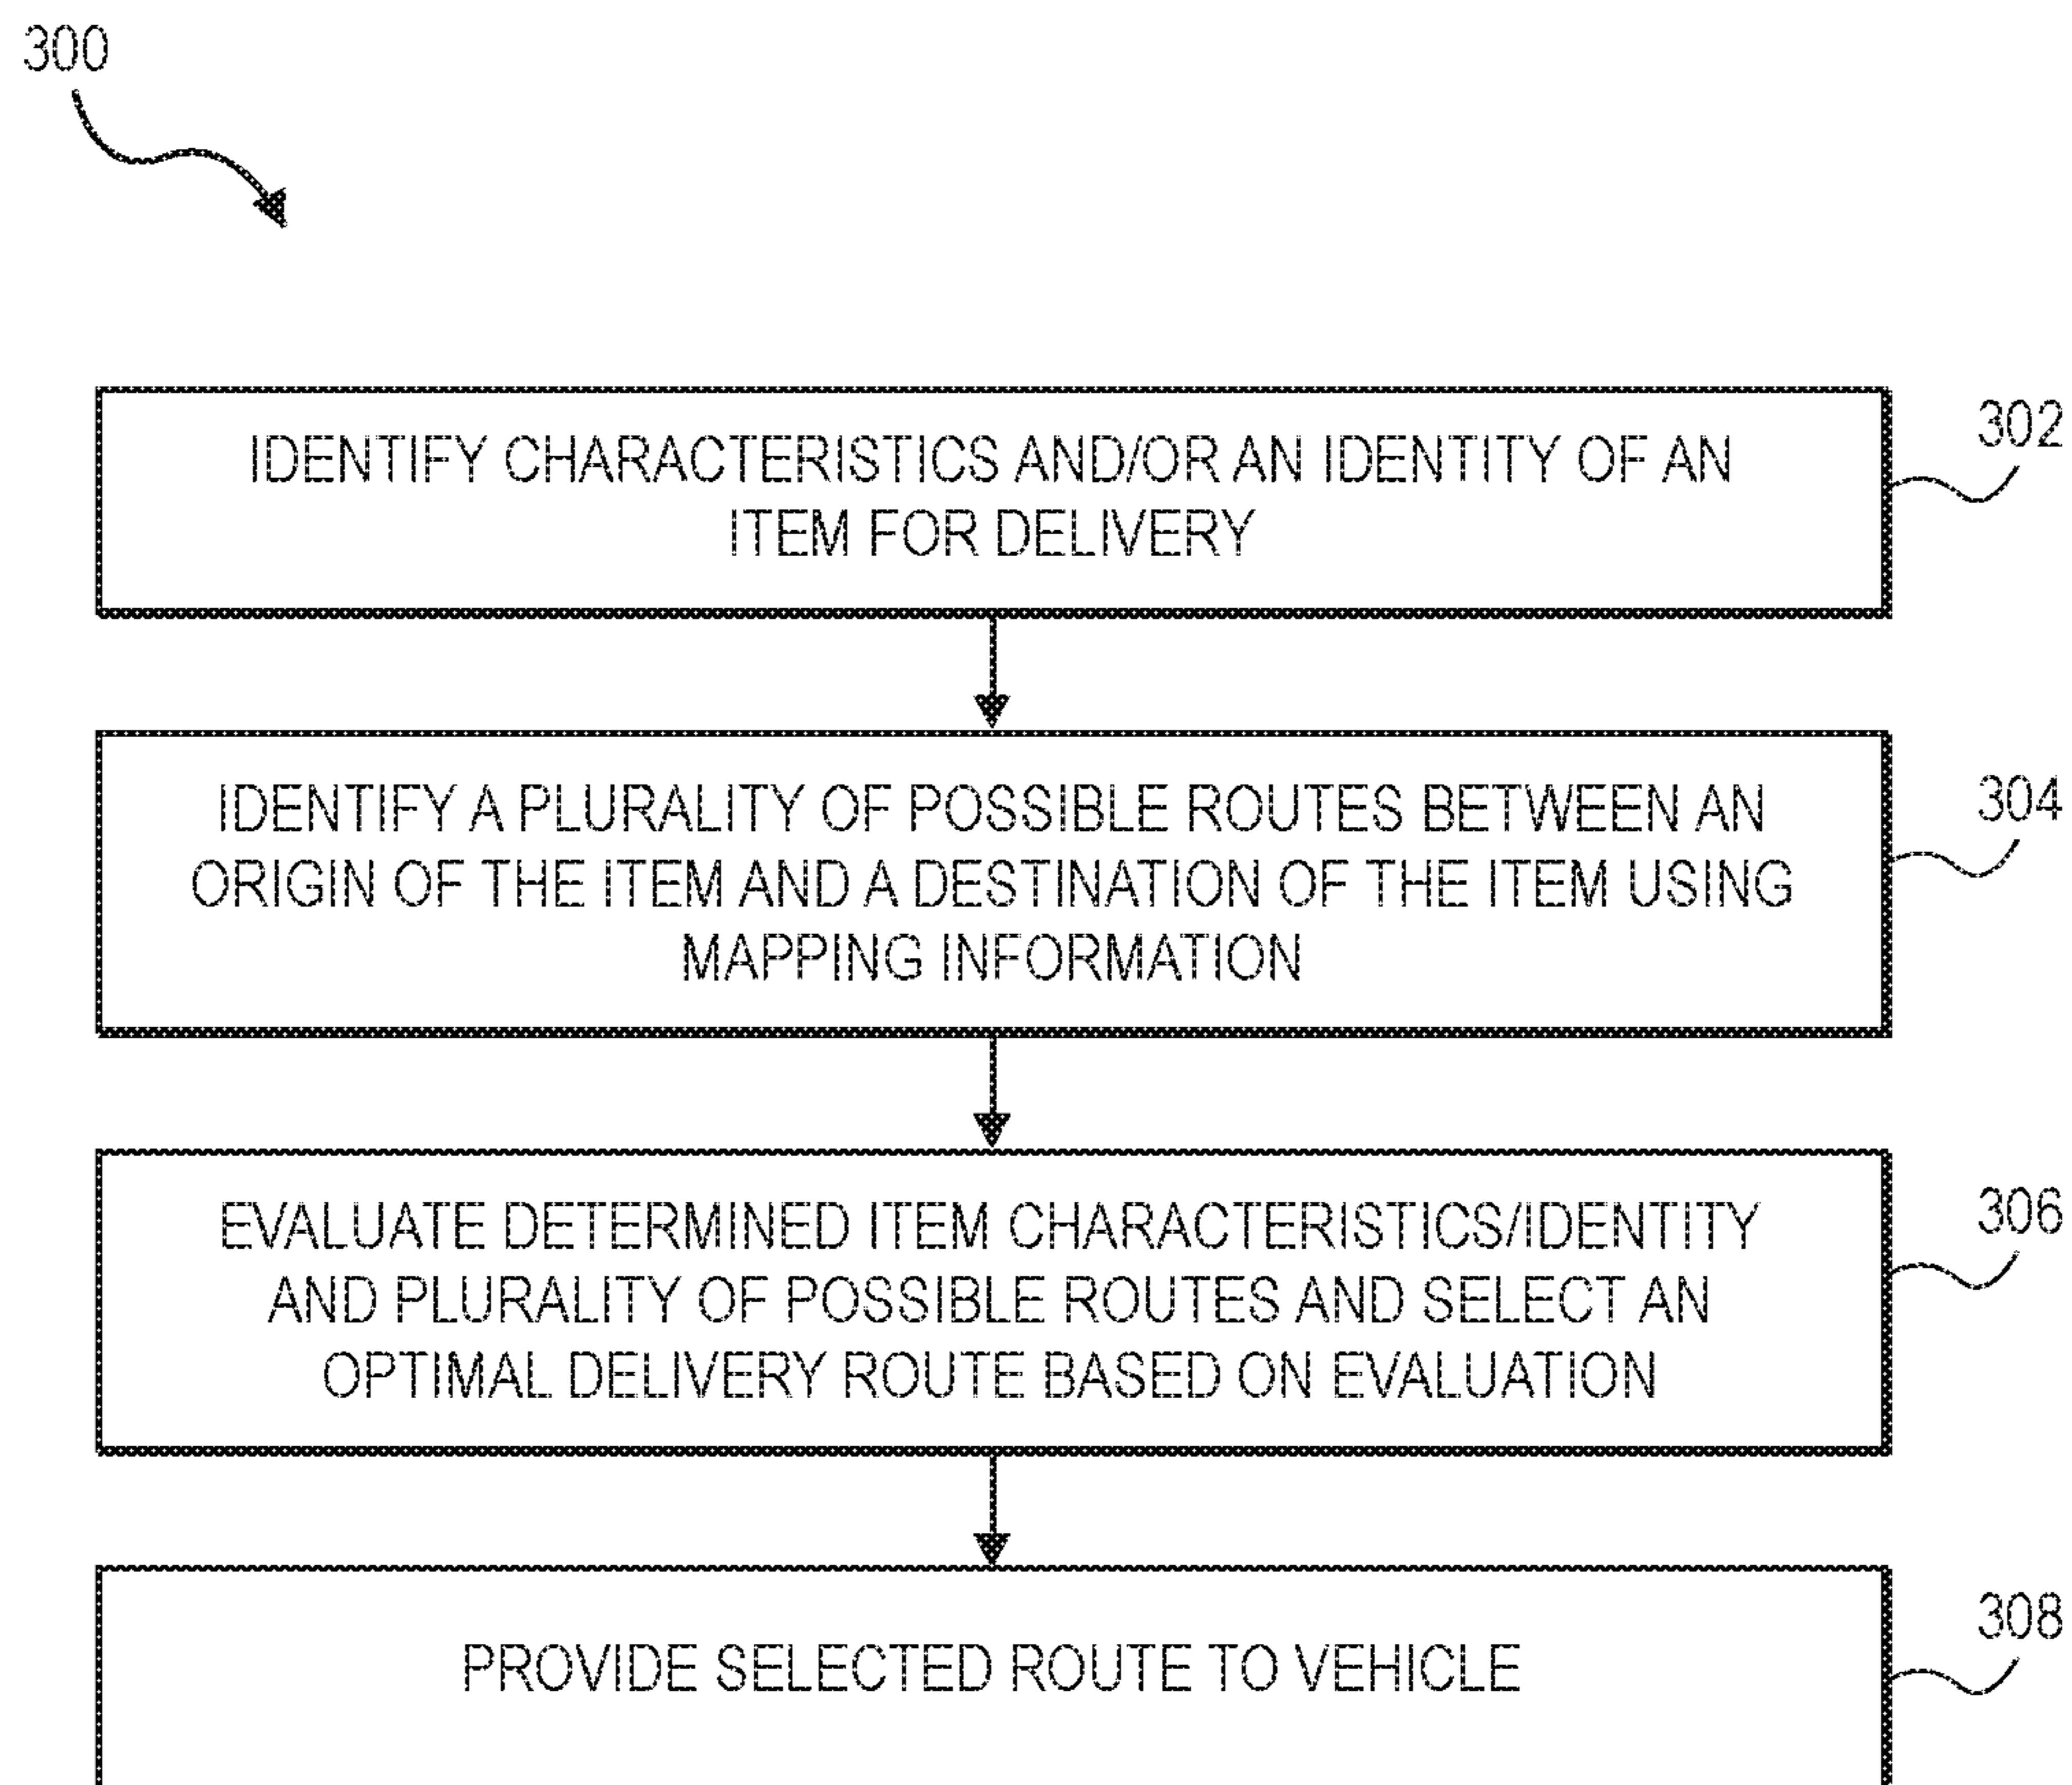 300
IDENTIFY CHARACTERISTICS AND/OR AN IDENTITY OF AN
ITEM FOR DELIVERY
302
IDENTIFY A PLURALITY OF POSSIBLE ROUTES BETWEEN AN
ORIGIN OF THE ITEM AND A DESTINATION OF THE ITEM USING
MAPPING INFORMATION
304
EVALUATE DETERMINED ITEM CHARACTERISTICS/IDENTITY
AND PLURALITY OF POSSIBLE ROUTES AND SELECT AN
OPTIMAL DELIVERY ROUTE BASED ON EVALUATION
306
PROVIDE SELECTED ROUTE TO VEHICLE
308